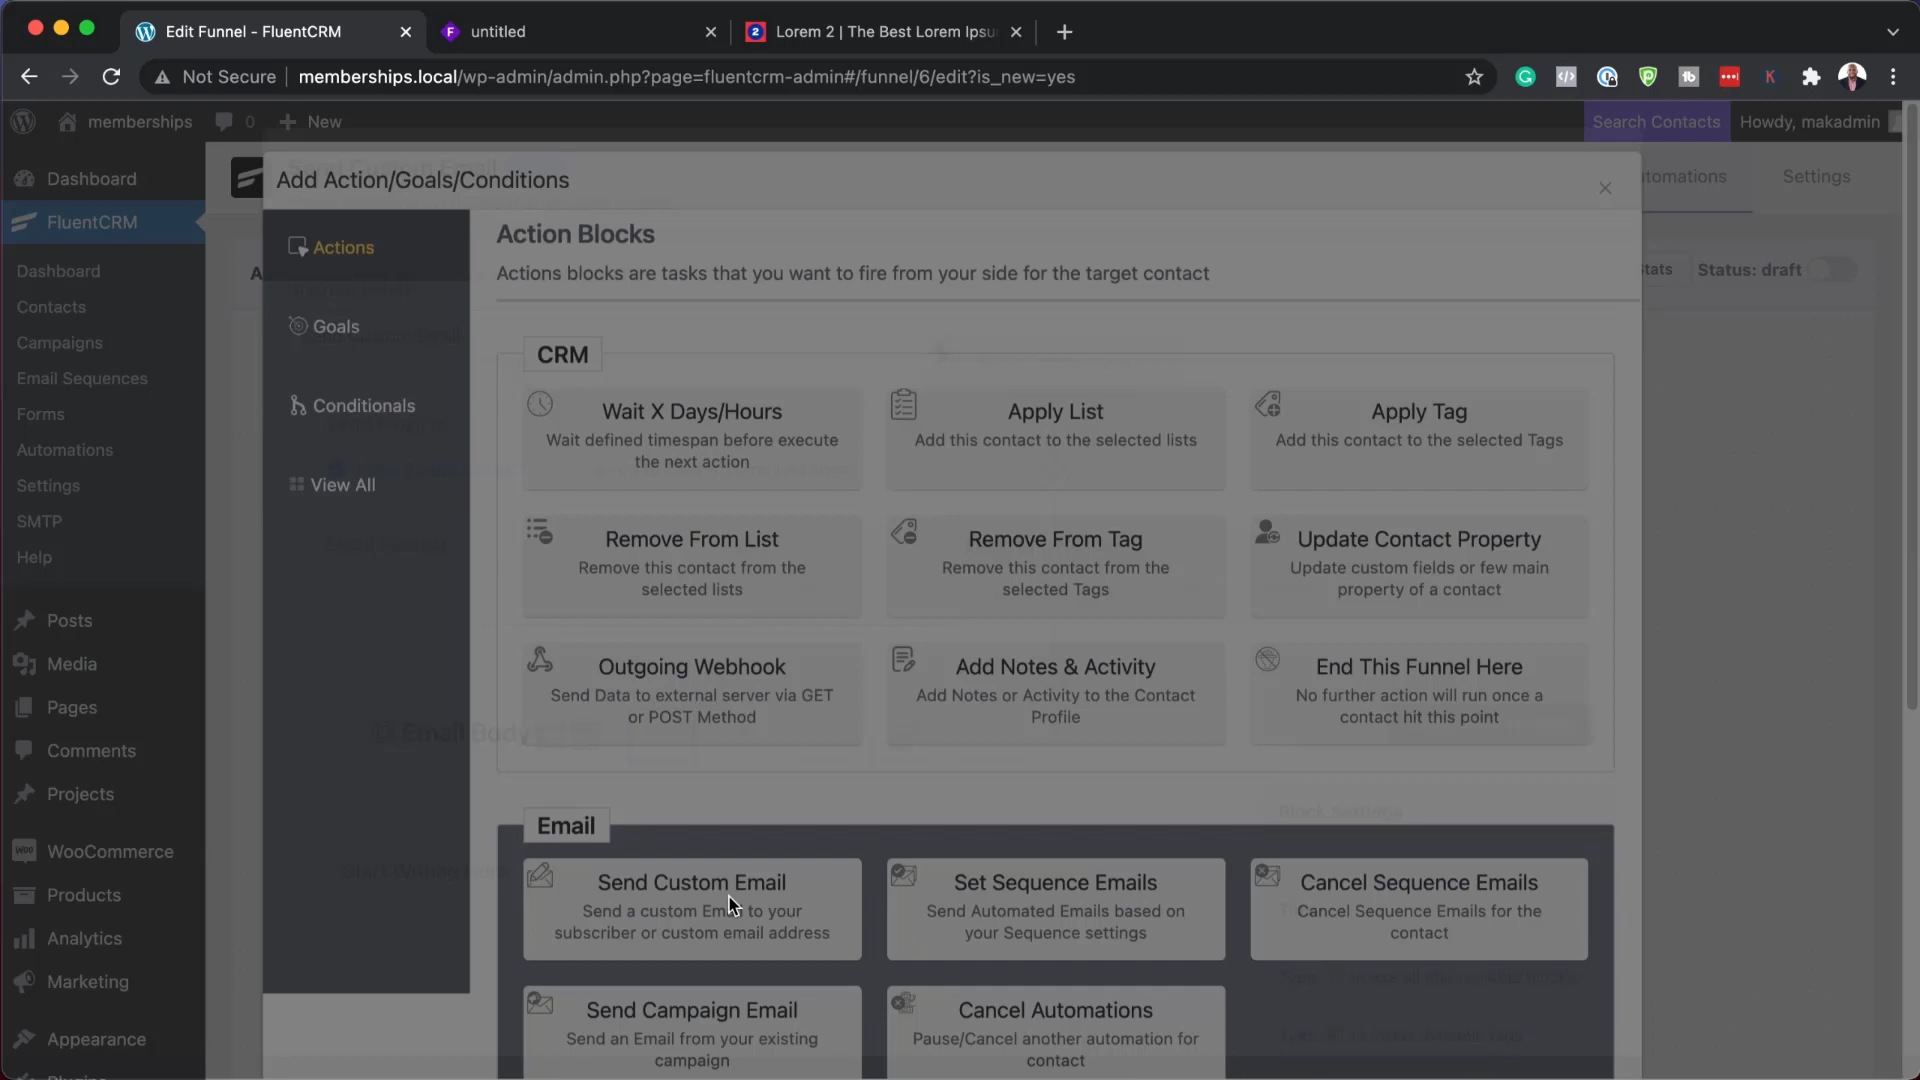 Edit Funnel - FluentCRM
untitled
Lorem 2 | The Best Lorem Ipsu
Not Secure
memberships.local/wp-admin/admin.php?page=fluentcrm-admin#/funnel/6/edit?is_new=yes
memberships
0
New
Search Contacts
Howdy, makadmin
Dashboard
FluentCRM
Dashboard
Contacts
Campaigns
Email Sequences
Forms
Automations
Settings
SMTP
Help
Posts
Media
Pages
Comments
Projects
WooCommerce
Products
Analytics
Marketing
Appearance
Add Action/Goals/Conditions
tomations
Settings
Stats
Status: draft
Actions
Goals
Conditionals
View All
Action Blocks
Actions blocks are tasks that you want to fire from your side for the target contact
CRM
Wait X Days/Hours
Wait defined timespan before execute
the next action
Apply List
Add this contact to the selected lists
Apply Tag
Add this contact to the selected Tags
Remove From List
Remove this contact from the
selected lists
Remove From Tag
Remove this contact from the
selected Tags
Update Contact Property
Update custom fields or few main
property of a contact
Outgoing Webhook
Send Data to external server via GET
or POST Method
Add Notes & Activity
Add Notes or Activity to the Contact
Profile
End This Funnel Here
No further action will run once a
contact hit this point
Email Body
Block Settings
Email
Send Custom Email
Send a custom Email to your
subscriber or custom email address
Set Sequence Emails
Send Automated Emails based on
your Sequence settings
Cancel Sequence Emails
Cancel Sequence Emails for the
contact
Send Campaign Email
Send an Email from your existing
campaign
Cancel Automations
Pause/Cancel another automation for
contact